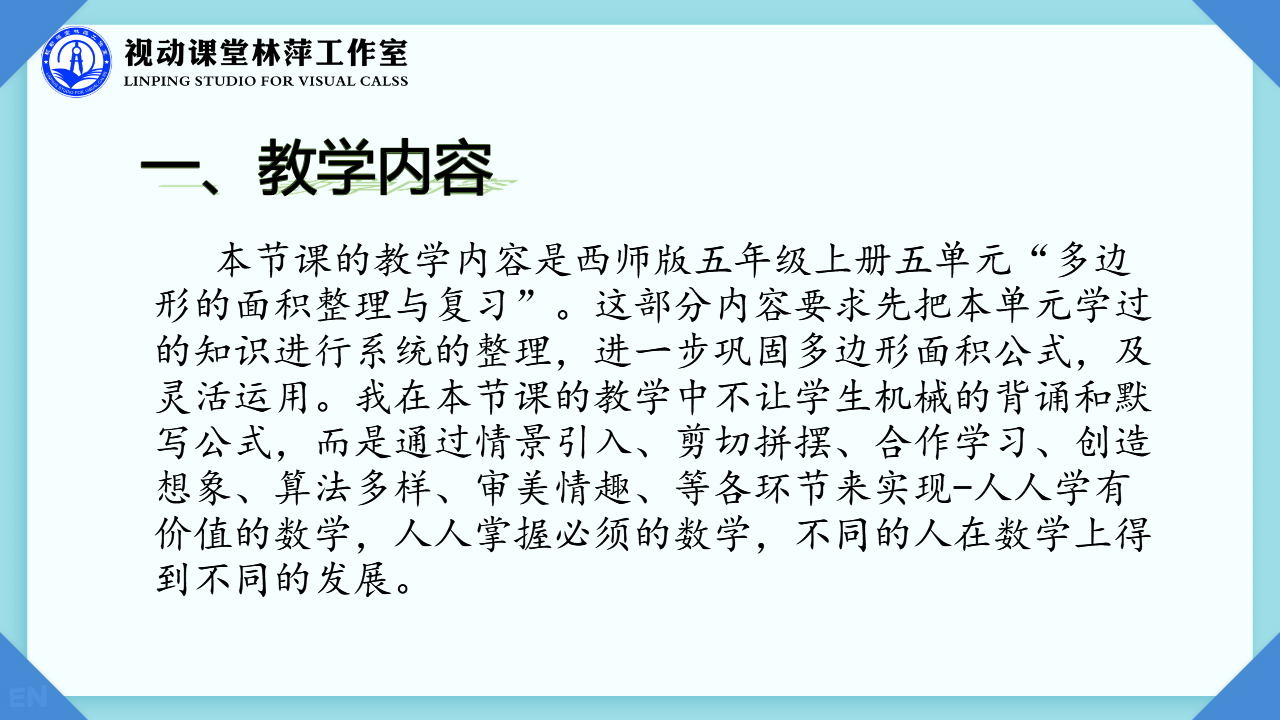 视动课堂林萍工作室
LINPING STUDIO FOR VISUAL CALSS
一、教学内容
本节课的教学内容是西师版五年级上册五单元“多边
形的面积整理与复习”。这部分内容要求先把本单元学过
的知识进行系统的整理，进一步巩固多边形面积公式，及
灵活运用。我在本节课的教学中不让学生机械的背诵和默
写公式，而是通过情景引入、剪切拼摆、合作学习、创造
想象、算法多样、审美情趣、等各环节来实现-人人学有
价值的数学，人人掌握必须的数学，不同的人在数学上得
到不同的发展。
EN